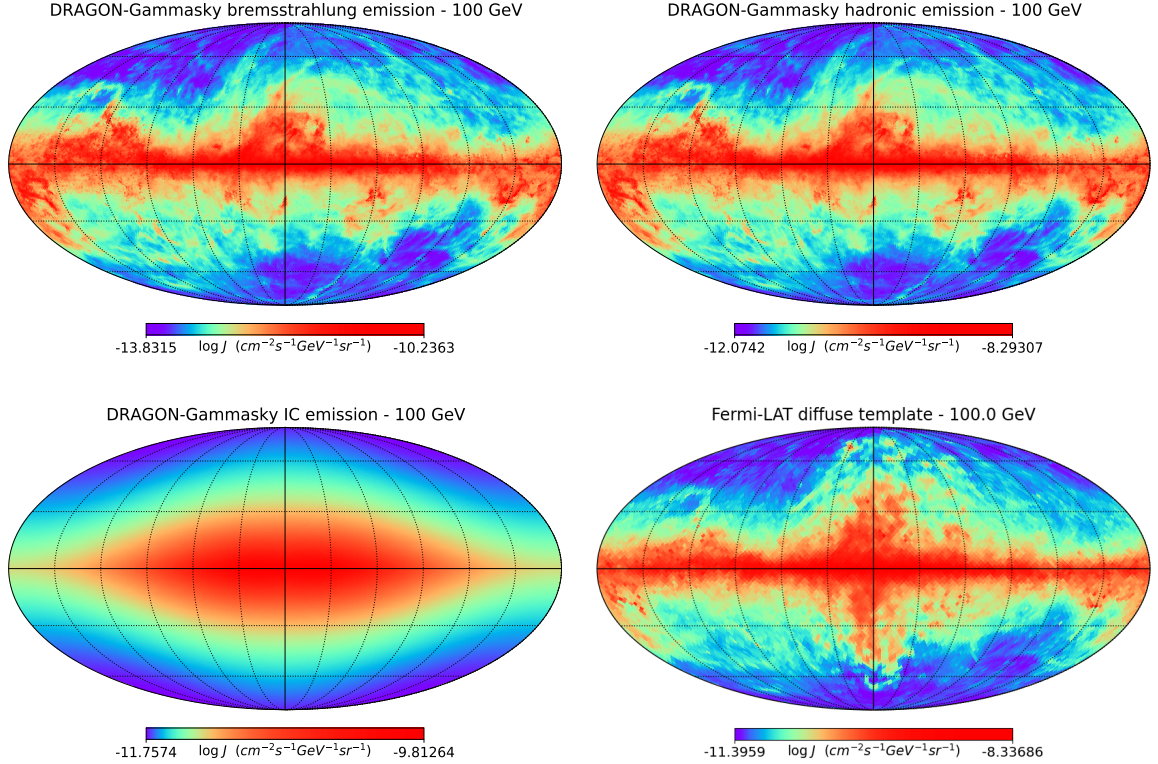 DRAGON-Gammasky bremsstrahlung emission - 100 GeV
-13.8315 log J (cm⁻²s⁻¹GeV⁻¹sr⁻¹) -10.2363
DRAGON-Gammasky hadronic emission - 100 GeV
-12.0742 log J (cm⁻²s⁻¹GeV⁻¹sr⁻¹) -8.29307
DRAGON-Gammasky IC emission - 100 GeV
-11.7574 log J (cm⁻²s⁻¹GeV⁻¹sr⁻¹) -9.81264
Fermi-LAT diffuse template - 100.0 GeV
-11.3959 log J (cm⁻²s⁻¹GeV⁻¹sr⁻¹) -8.33686